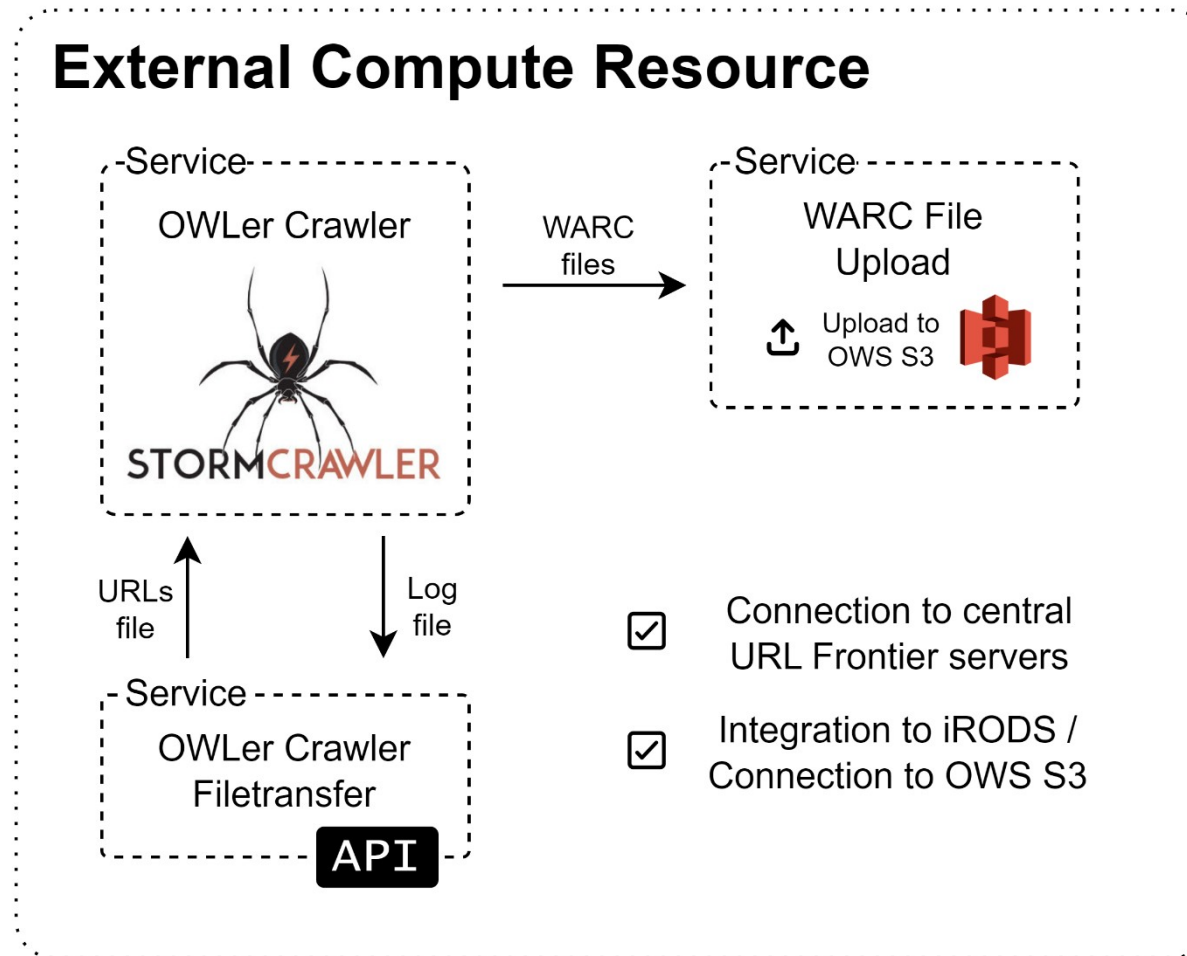 External Compute Resource
Service
OWLer Crawler
STORMCRAWLER
WARC
files
Service
WARC File
Upload
Upload to
OWS S3
URLs
file
Log
file
Service
OWLer Crawler
Filetransfer
API
Connection to central
URL Frontier servers
Integration to iRODS /
Connection to OWS S3